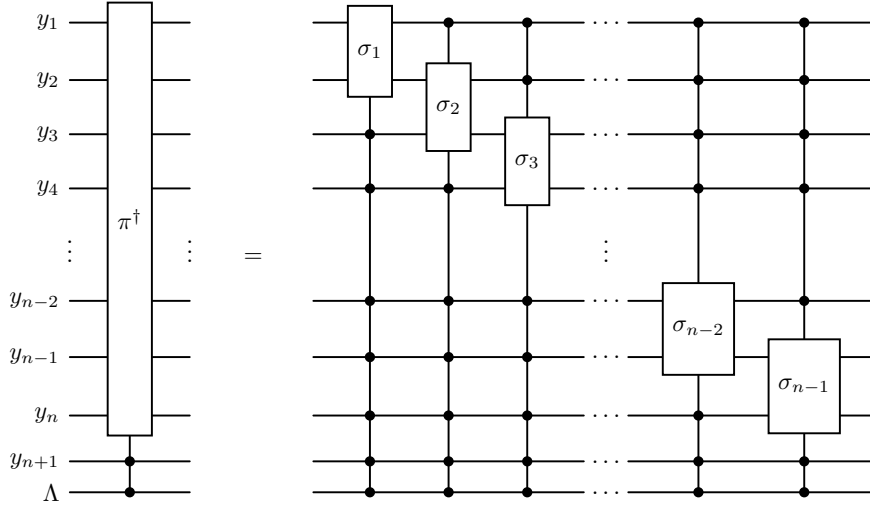 y₁ σ₁ ⋯
y₂ σ₂ ⋯
y₃ σ₃ ⋯
y₄ ⋯
π†
⋮ ⋮ = ⋮
yₙ₋₂ ⋯ σₙ₋₂
yₙ₋₁ ⋯ σₙ₋₁
yₙ ⋯
yₙ₊₁ ⋯
Λ ⋯